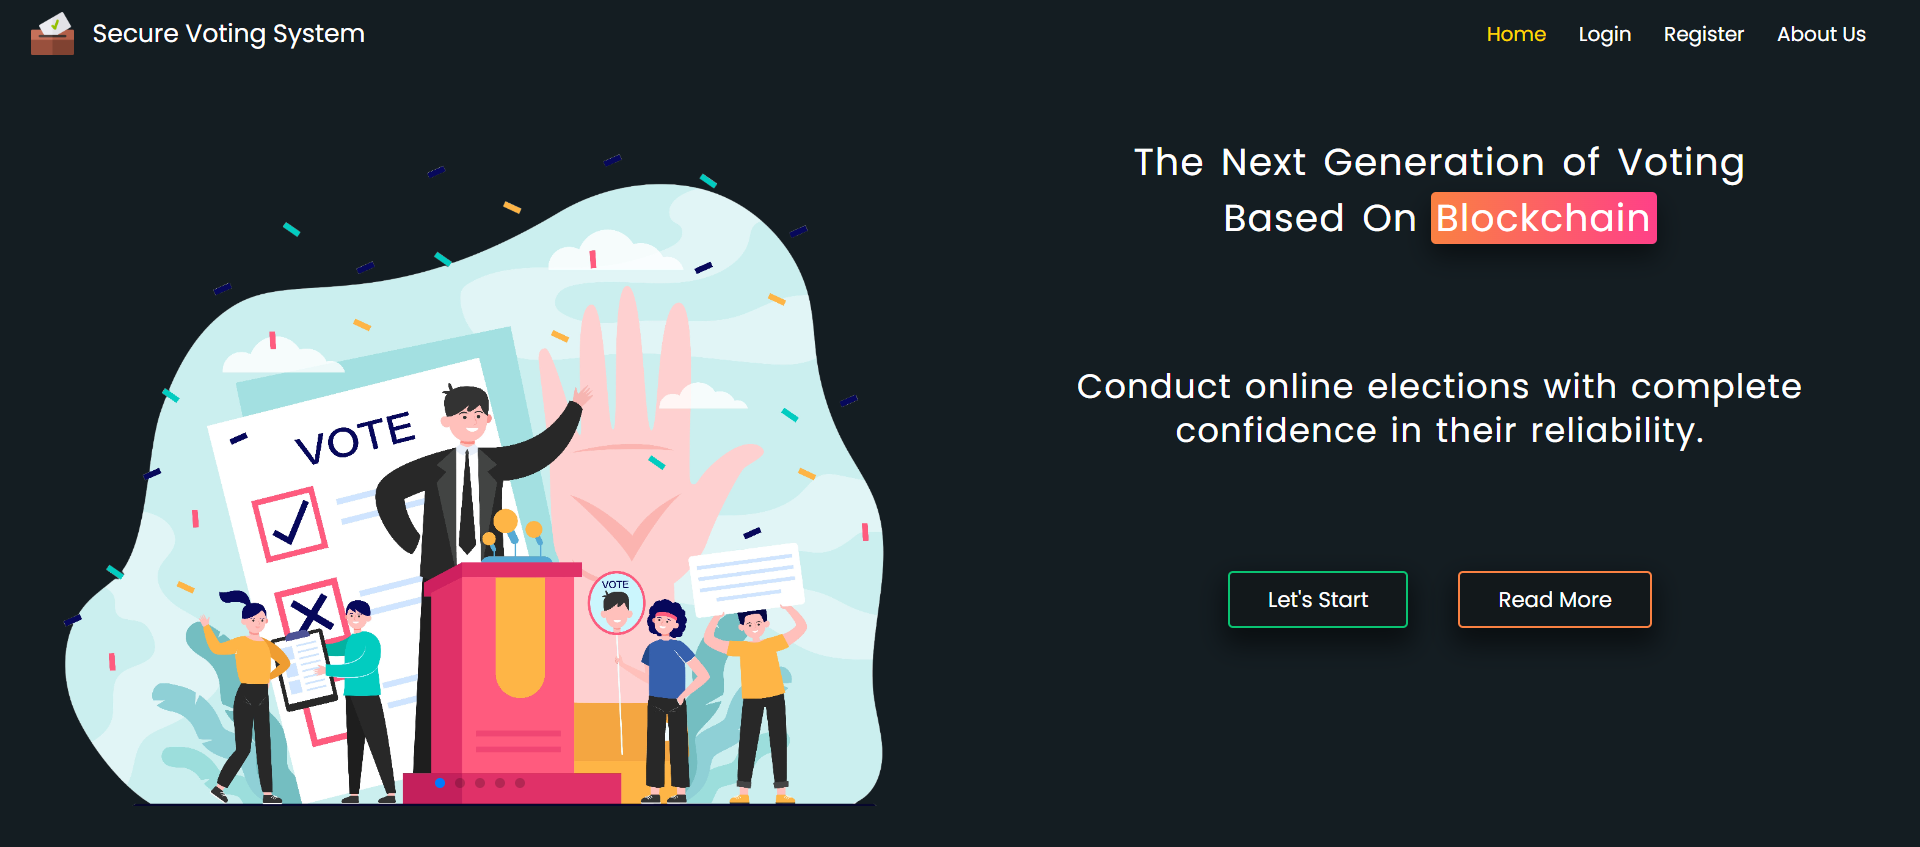 Secure Voting System
Home Login Register About Us
The Next Generation of Voting
Based On Blockchain
Conduct online elections with complete
confidence in their reliability.
Let's Start Read More
VOTE
VOTE